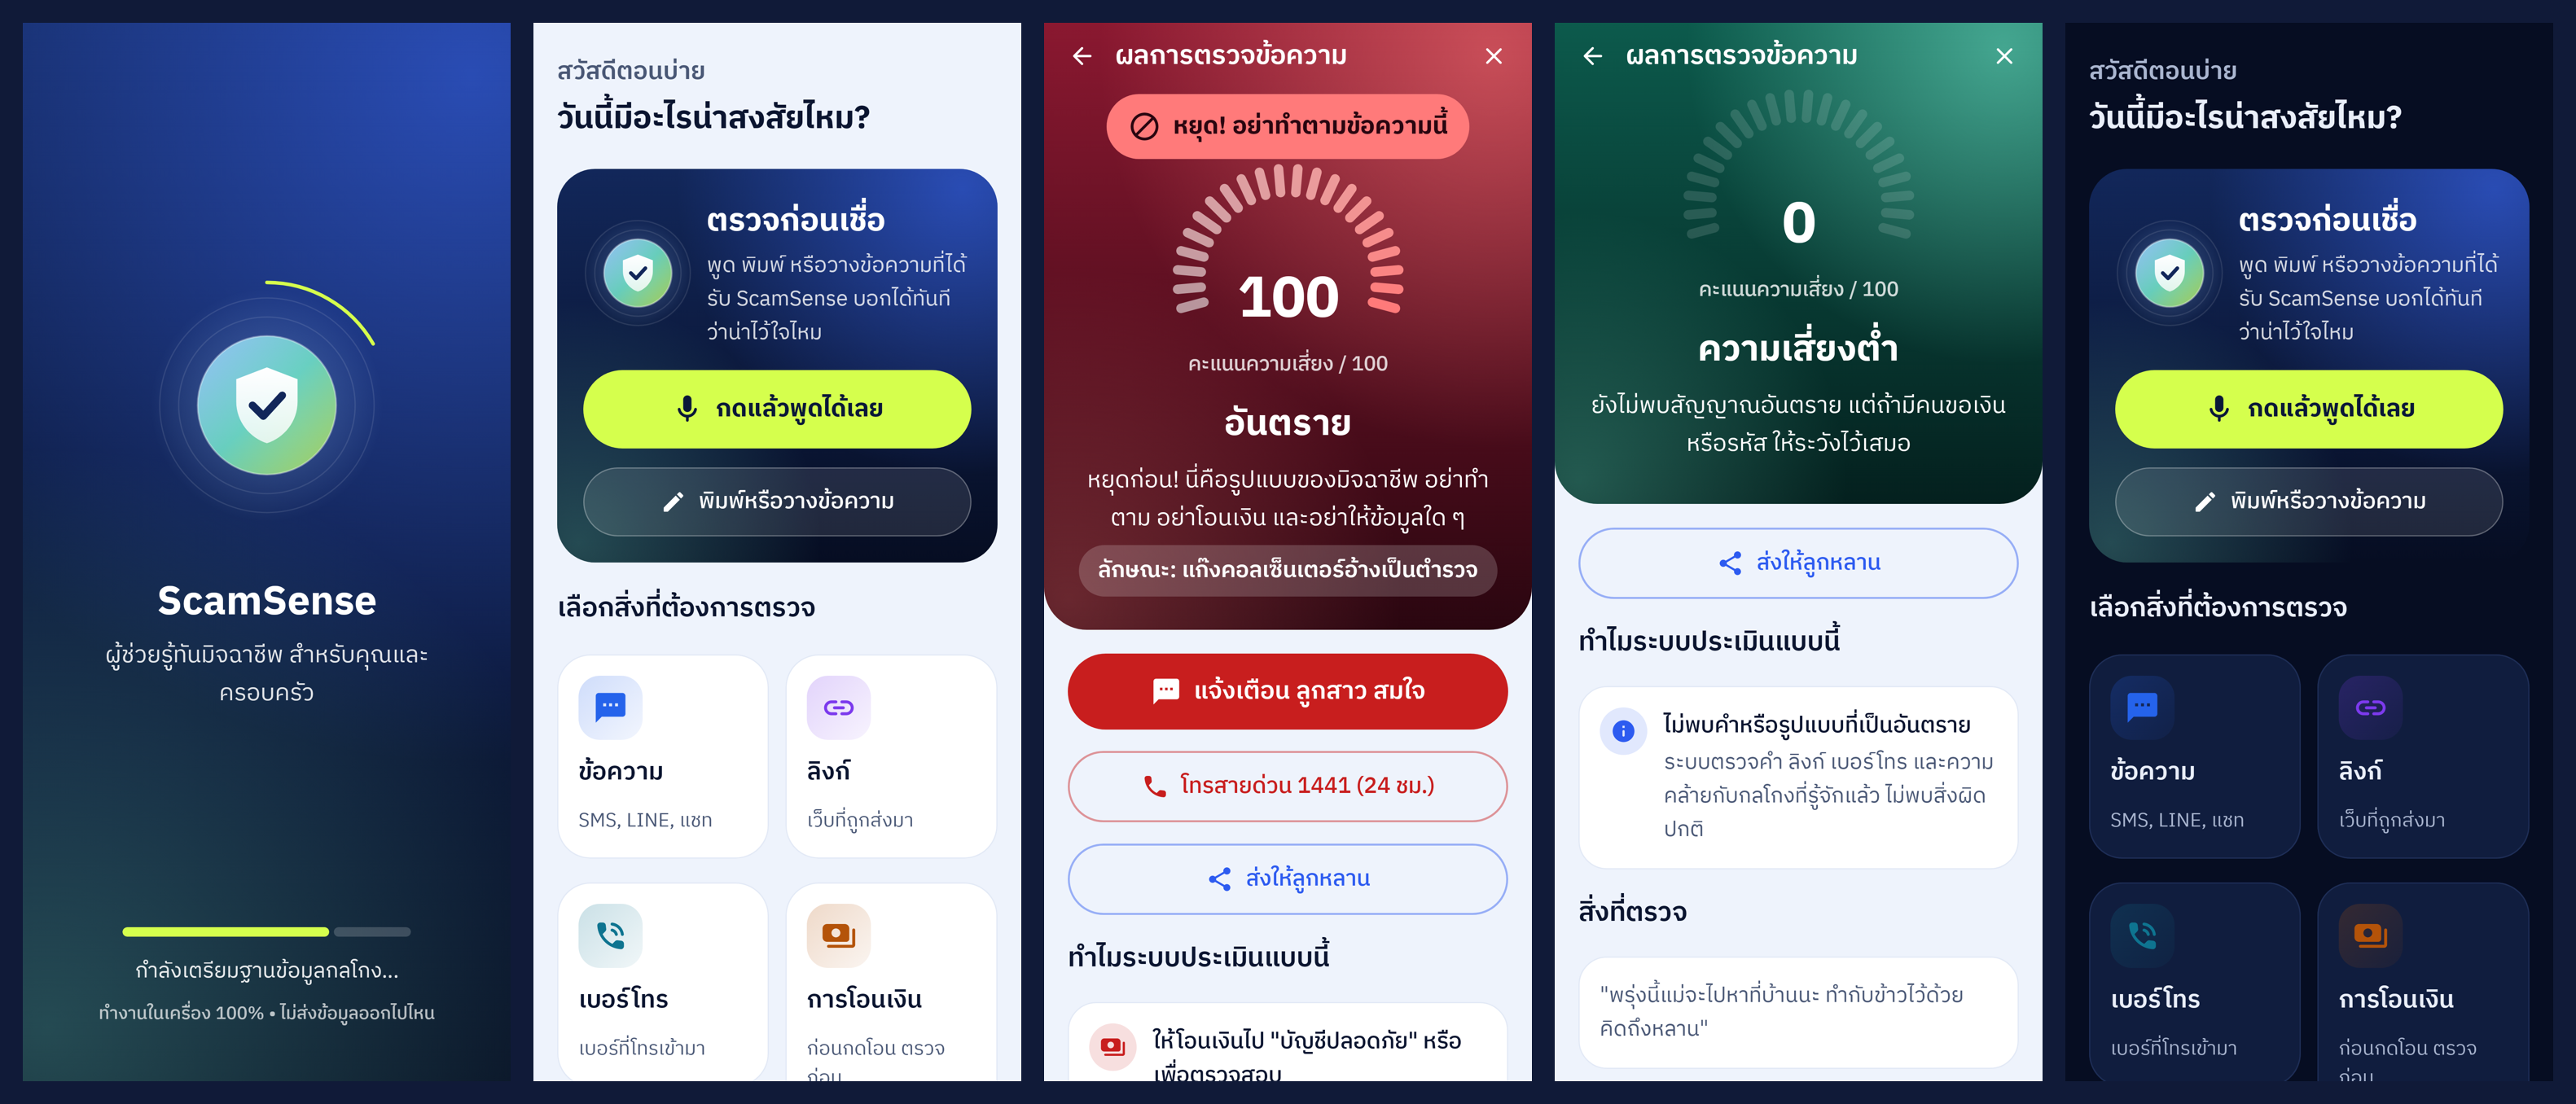 ScamSense
ผู้ช่วยรู้ทันมิจฉาชีพ สำหรับคุณและ
ครอบครัว
กำลังเตรียมฐานข้อมูลกลโกง...
ทำงานในเครื่อง 100% • ไม่ส่งข้อมูลออกไปไหน
สวัสดีตอนบ่าย
วันนี้มีอะไรน่าสงสัยไหม?
ตรวจก่อนเชื่อ
พูด พิมพ์ หรือวางข้อความที่ได้
รับ ScamSense บอกได้ทันที
ว่าน่าไว้ใจไหม
กดแล้วพูดได้เลย
พิมพ์หรือวางข้อความ
เลือกสิ่งที่ต้องการตรวจ
ข้อความ
SMS, LINE, แชท
ลิงก์
เว็บที่ถูกส่งมา
เบอร์โทร
เบอร์ที่โทรเข้ามา
การโอนเงิน
ก่อนกดโอน ตรวจ
ก่อน
ผลการตรวจข้อความ
หยุด! อย่าทำตามข้อความนี้
100
คะแนนความเสี่ยง / 100
อันตราย
หยุดก่อน! นี่คือรูปแบบของมิจฉาชีพ อย่าทำ
ตาม อย่าโอนเงิน และอย่าให้ข้อมูลใด ๆ
ลักษณะ: แก๊งคอลเซ็นเตอร์อ้างเป็นตำรวจ
แจ้งเตือน ลูกสาว สมใจ
โทรสายด่วน 1441 (24 ชม.)
ส่งให้ลูกหลาน
ทำไมระบบประเมินแบบนี้
ให้โอนเงินไป "บัญชีปลอดภัย" หรือ
เพื่อตรวจสอบ
ผลการตรวจข้อความ
0
คะแนนความเสี่ยง / 100
ความเสี่ยงต่ำ
ยังไม่พบสัญญาณอันตราย แต่ถ้ามีคนขอเงิน
หรือรหัส ให้ระวังไว้เสมอ
ส่งให้ลูกหลาน
ทำไมระบบประเมินแบบนี้
ไม่พบคำหรือรูปแบบที่เป็นอันตราย
ระบบตรวจคำ ลิงก์ เบอร์โทร และความ
คล้ายกับกลโกงที่รู้จักแล้ว ไม่พบสิ่งผิด
ปกติ
สิ่งที่ตรวจ
"พรุ่งนี้แม่จะไปหาที่บ้านนะ ทำกับข้าวไว้ด้วย
คิดถึงหลาน"
สวัสดีตอนบ่าย
วันนี้มีอะไรน่าสงสัยไหม?
ตรวจก่อนเชื่อ
พูด พิมพ์ หรือวางข้อความที่ได้
รับ ScamSense บอกได้ทันที
ว่าน่าไว้ใจไหม
กดแล้วพูดได้เลย
พิมพ์หรือวางข้อความ
เลือกสิ่งที่ต้องการตรวจ
ข้อความ
SMS, LINE, แชท
ลิงก์
เว็บที่ถูกส่งมา
เบอร์โทร
เบอร์ที่โทรเข้ามา
การโอนเงิน
ก่อนกดโอน ตรวจ
ก่อน